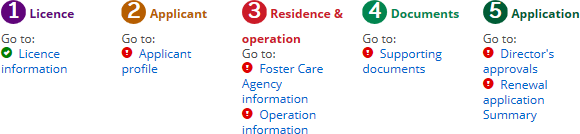 1 Licence
Go to:
Licence
information
2 Applicant
Go to:
Applicant
profile
3 Residence &
operation
Go to:
Foster Care
Agency
information
Operation
information
4 Documents
Go to:
Supporting
documents
5 Application
Go to:
Director's
approvals
Renewal
application
Summary